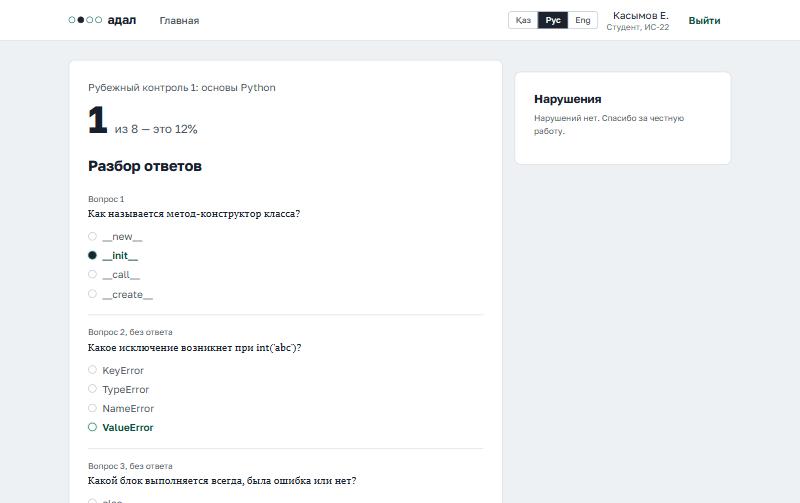 адал
Главная
Қаз
Рус
Eng
Касымов Е.
Студент, ИС-22
Выйти
Рубежный контроль 1: основы Python
1 из 8 — это 12%
Разбор ответов
Вопрос 1
Как называется метод-конструктор класса?
__new__
__init__
__call__
__create__
Вопрос 2, без ответа
Какое исключение возникнет при int('abc')?
KeyError
TypeError
NameError
ValueError
Вопрос 3, без ответа
Какой блок выполняется всегда, была ошибка или нет?
Нарушения
Нарушений нет. Спасибо за честную
работу.